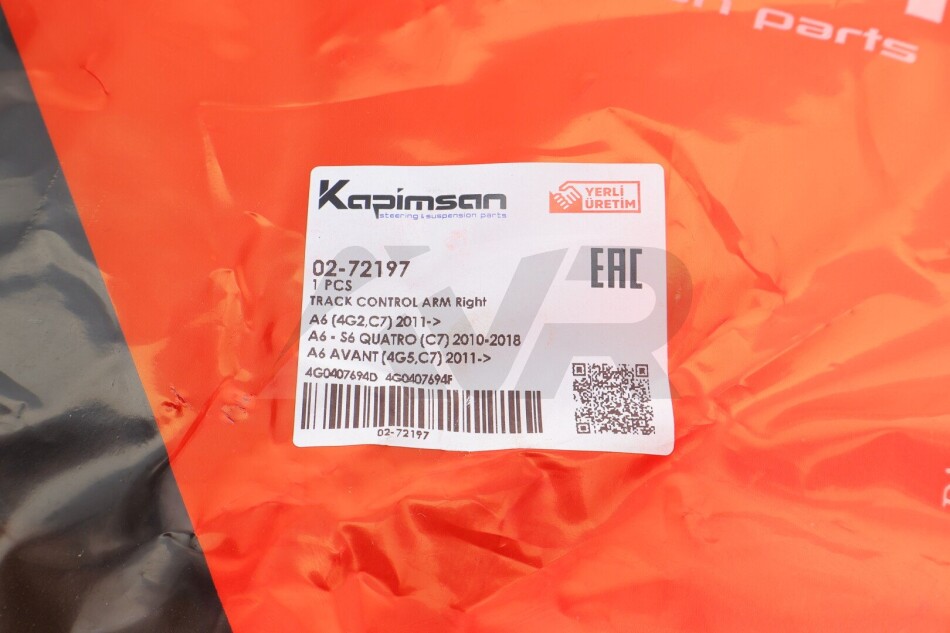 n parts
Kapimsan
steering & suspension parts
YERLİ
ÜRETİM
02-72197
1 PCS
TRACK CONTROL ARM Right
EAC
A6 (4G2,C7) 2011->
A6 - S6 QUATRO (C7) 2010-2018
A6 AVANT (4G5,C7) 2011->
4G0407694D 4G0407694F
02-72197